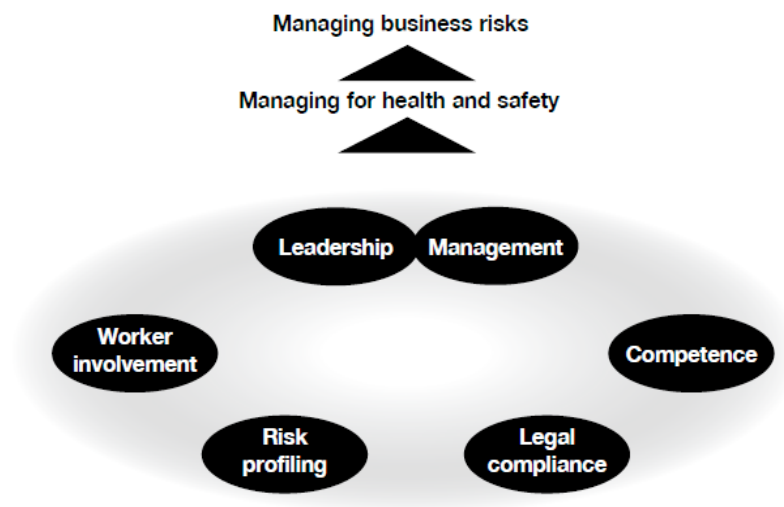 Managing business risks
Managing for health and safety
Leadership
Management
Worker
involvement
Competence
Risk
profiling
Legal
compliance